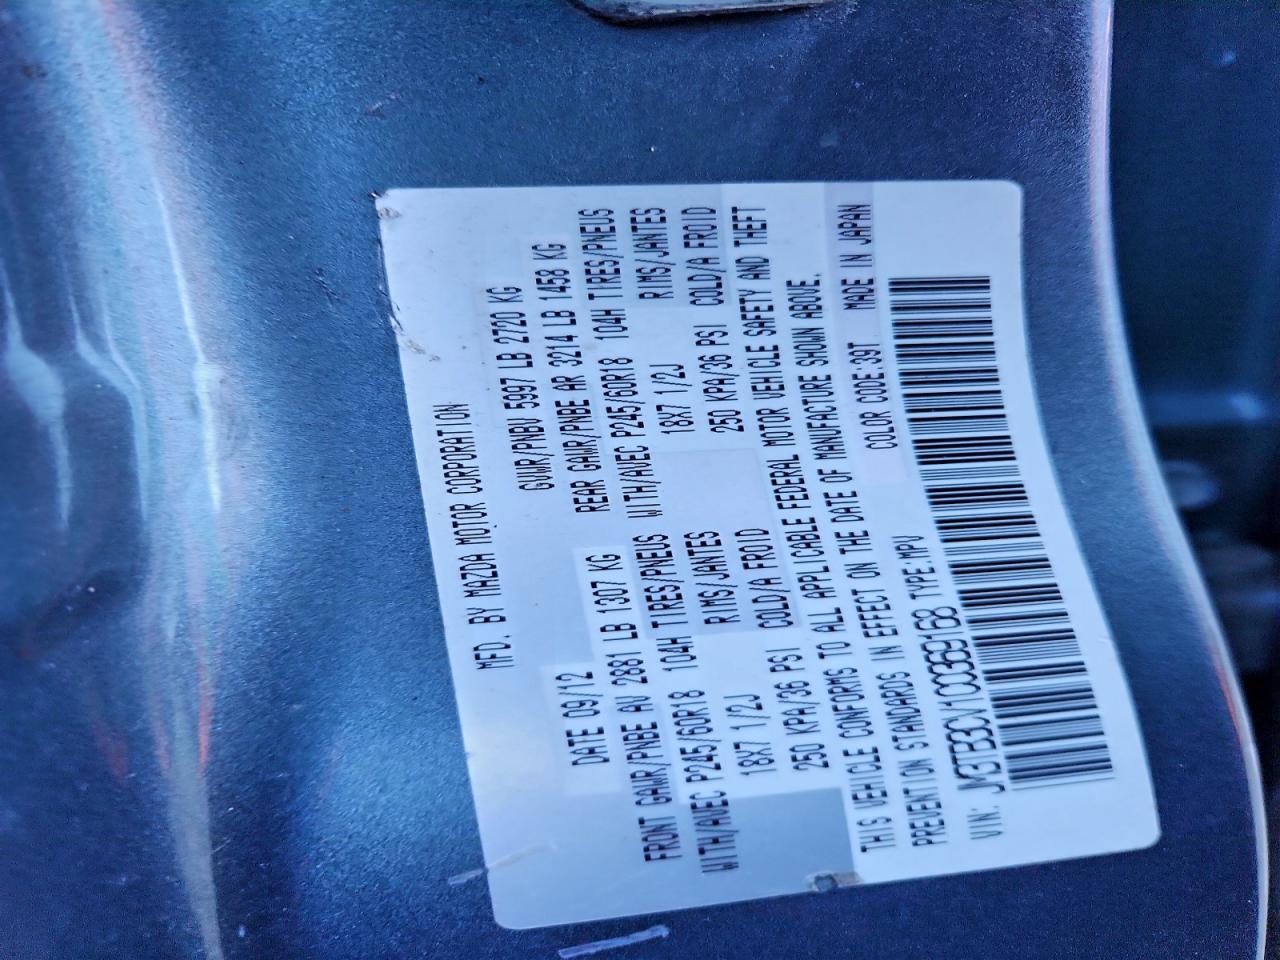 MFD. BY MAZDA MOTOR CORPORATION
DATE 09/12 GVWR/PNBV 5997 LB 2720 KG
FRONT GAWR/PNBE AV 2881 LB 1307 KG REAR GAWR/PNBE AR 3214 LB 1458 KG
WITH/AVEC P245/60R18 104H TIRES/PNEUS WITH/AVEC P245/60R18 104H TIRES/PNEUS
18X7 1/2J RIMS/JANTES 18X7 1/2J RIMS/JANTES
250 KPA/36 PSI COLD/A FROID 250 KPA/36 PSI COLD/A FROID
THIS VEHICLE CONFORMS TO ALL APPLICABLE FEDERAL MOTOR VEHICLE SAFETY AND THEFT
PREVENTION STANDARDS IN EFFECT ON THE DATE OF MANUFACTURE SHOWN ABOVE.
VIN: JM3TB3CV1C0369168 TYPE:MPV COLOR CODE:39T MADE IN JAPAN